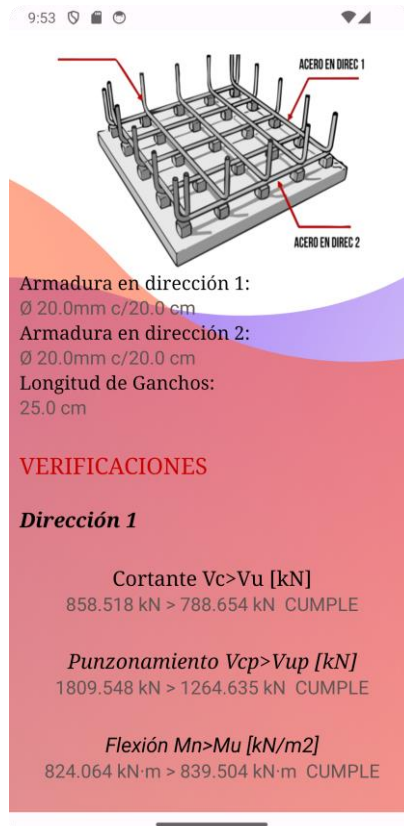 9:53
ACERO EN DIREC 1
ACERO EN DIREC 2
Armadura en dirección 1:
Ø 20.0mm c/20.0 cm
Armadura en dirección 2:
Ø 20.0mm c/20.0 cm
Longitud de Ganchos:
25.0 cm
VERIFICACIONES
Dirección 1
Cortante Vc>Vu [kN]
858.518 kN > 788.654 kN  CUMPLE
Punzonamiento Vcp>Vup [kN]
1809.548 kN > 1264.635 kN  CUMPLE
Flexión Mn>Mu [kN/m2]
824.064 kN·m > 839.504 kN·m  CUMPLE